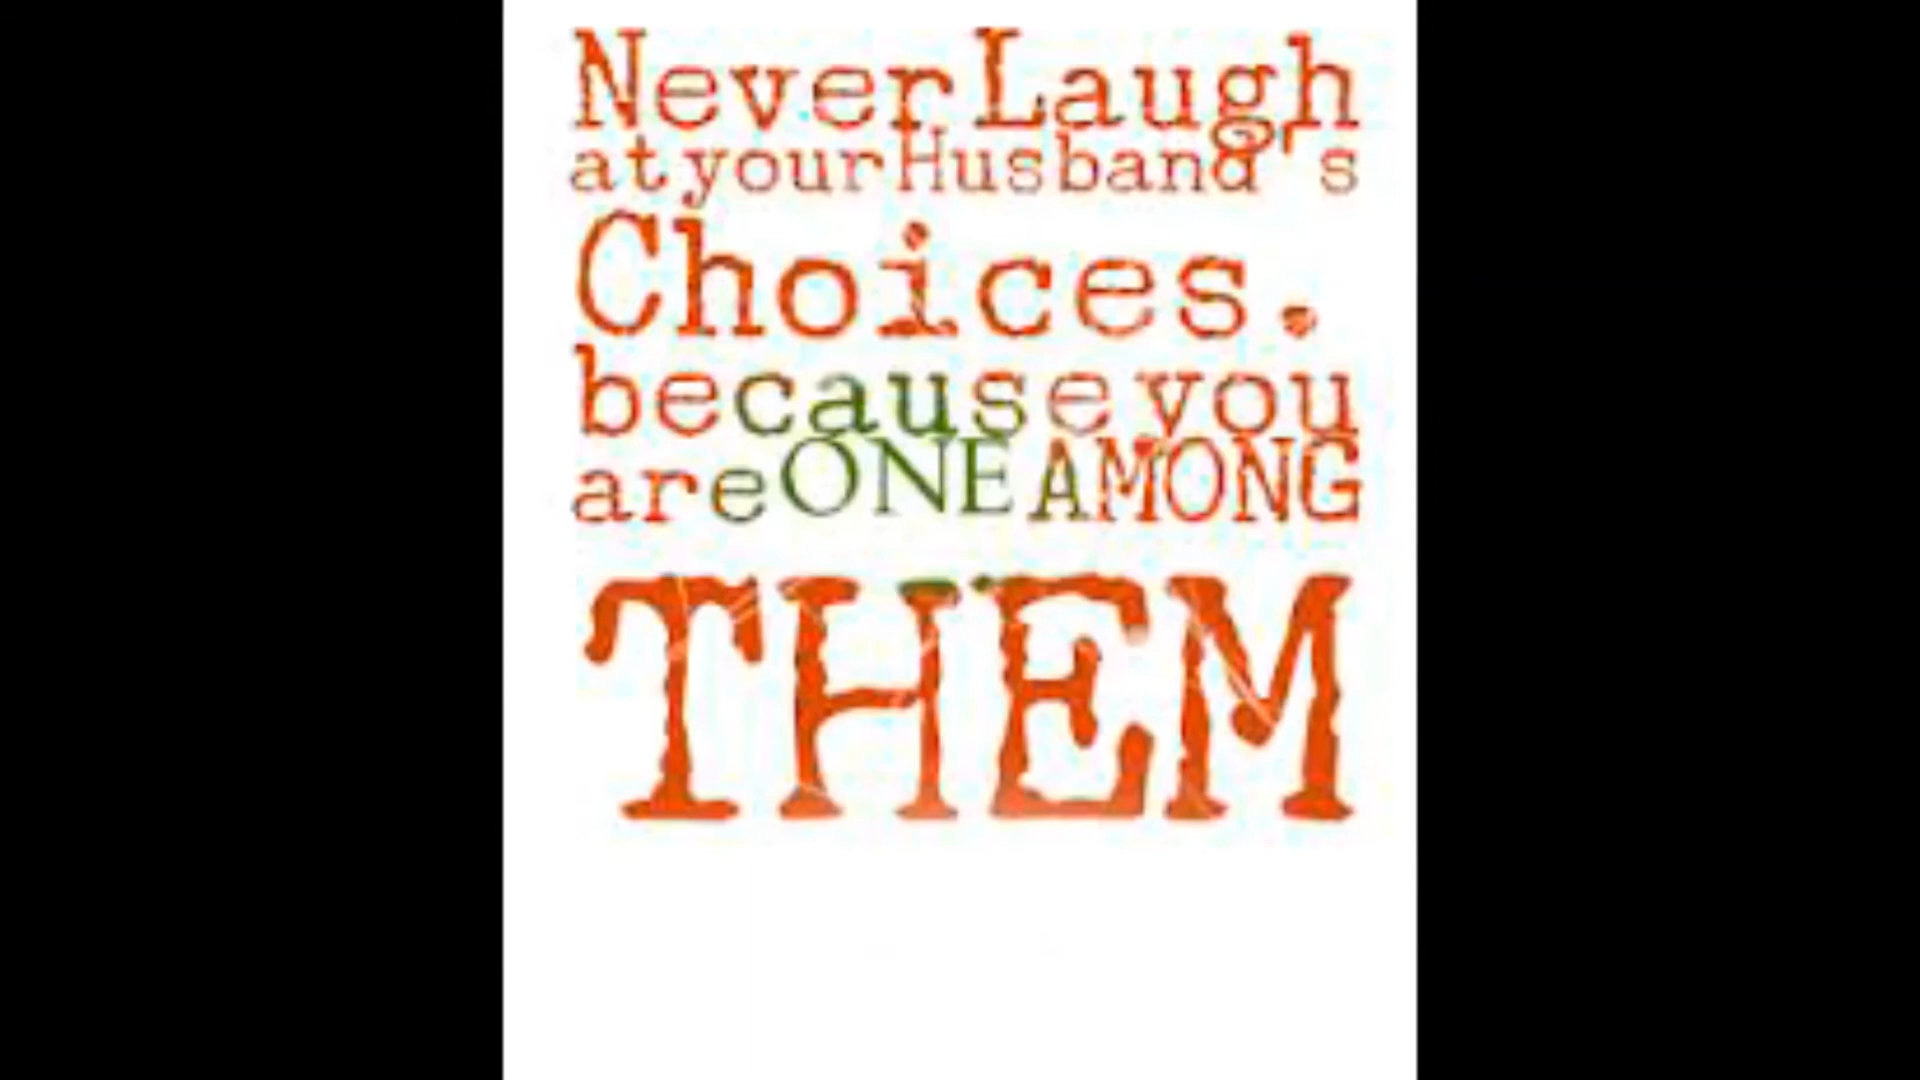 Never Laugh
at your Husband's
Choices.
because you
are ONE AMONG
THEM